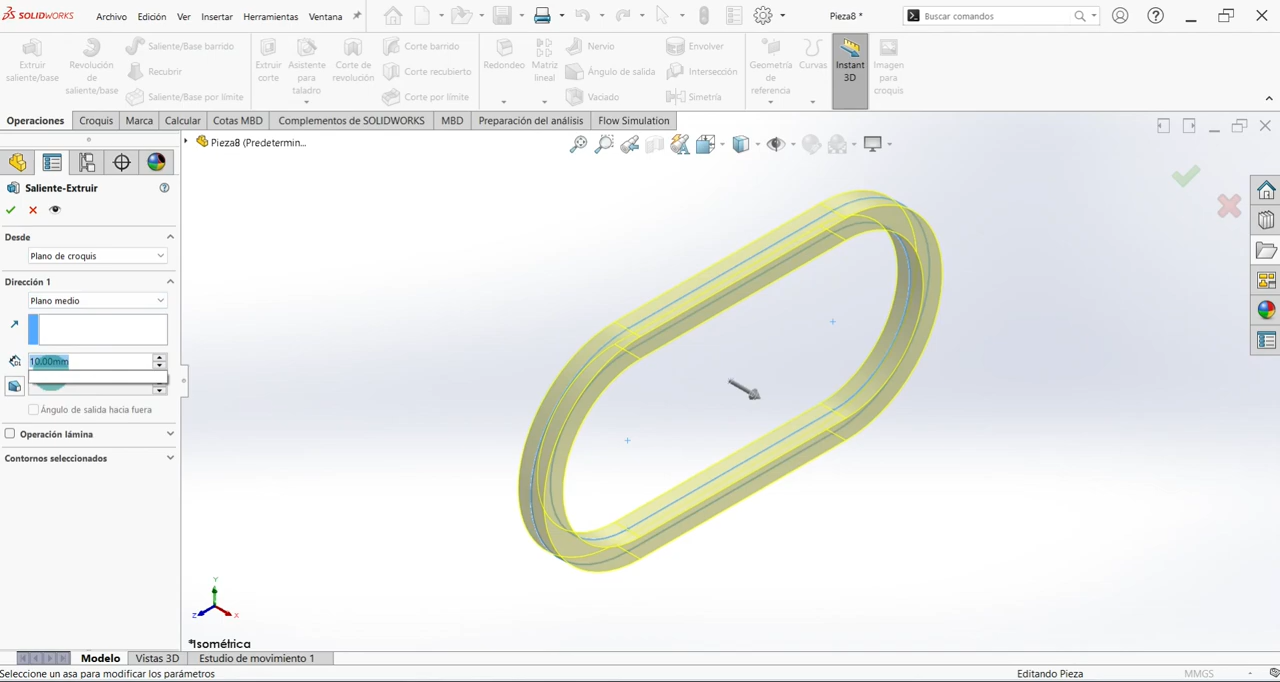 SOLIDWORKS Archivo Edición Ver Insertar Herramientas Ventana Pieza8 * Buscar comandos
Extruir saliente/base
Revolución de saliente/base
Saliente/Base barrido
Recubrir
Saliente/Base por límite
Extruir corte
Asistente para taladro
Corte de revolución
Corte barrido
Corte recubierto
Corte por límite
Redondeo
Matriz lineal
Nervio
Ángulo de salida
Vaciado
Envolver
Intersección
Simetría
Geometría de referencia
Curvas
Instant 3D
Imagen para croquis
Operaciones Croquis Marca Calcular Cotas MBD Complementos de SOLIDWORKS MBD Preparación del análisis Flow Simulation
Pieza8 (Predetermin...
Saliente-Extruir
Desde
Plano de croquis
Dirección 1
Plano medio
10.00mm
Ángulo de salida hacia fuera
Operación lámina
Contornos seleccionados
Y
Z
X
*Isométrica
Modelo Vistas 3D Estudio de movimiento 1
Seleccione un asa para modificar los parámetros Editando Pieza MMGS